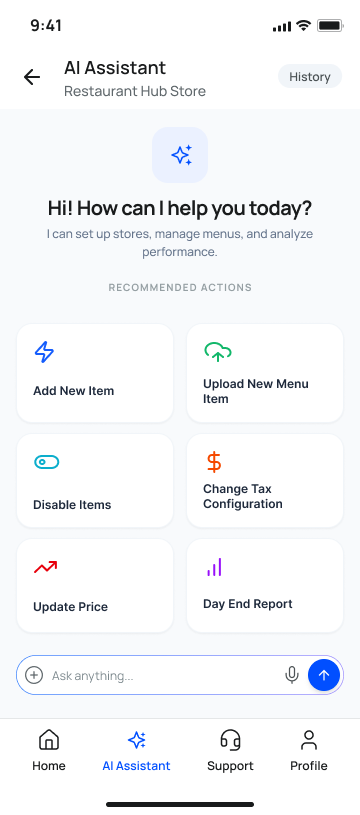 9:41
AI Assistant
Restaurant Hub Store
History
Hi! How can I help you today?
I can set up stores, manage menus, and analyze
performance.
RECOMMENDED ACTIONS
Add New Item
Upload New Menu
Item
Disable Items
Change Tax
Configuration
Update Price
Day End Report
Ask anything...
Home
AI Assistant
Support
Profile